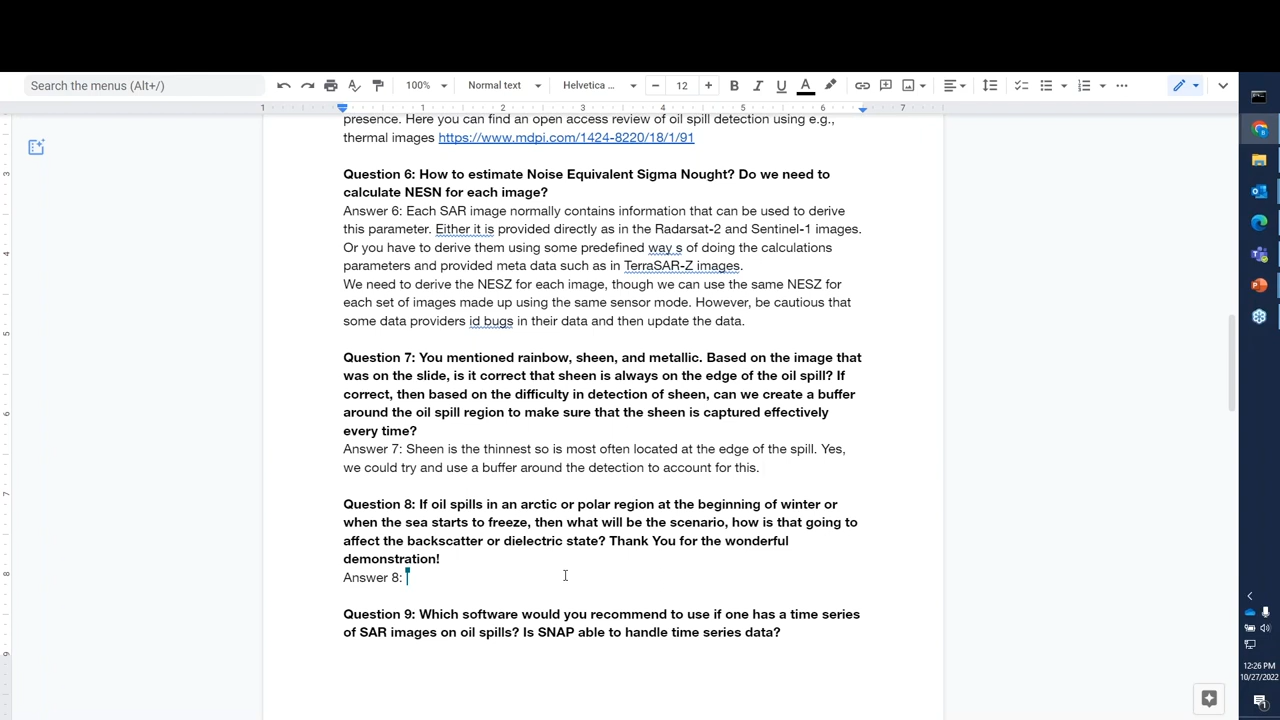 Search the menus (Alt+/)
100%
Normal text
Helvetica ...
12
1 1 2 3 4 5 6 7
presence. Here you can find an open access review of oil spill detection using e.g.,
thermal images https://www.mdpi.com/1424-8220/18/1/91
Question 6: How to estimate Noise Equivalent Sigma Nought? Do we need to
calculate NESN for each image?
Answer 6: Each SAR image normally contains information that can be used to derive
this parameter. Either it is provided directly as in the Radarsat-2 and Sentinel-1 images.
Or you have to derive them using some predefined way s of doing the calculations
parameters and provided meta data such as in TerraSAR-Z images.
We need to derive the NESZ for each image, though we can use the same NESZ for
each set of images made up using the same sensor mode. However, be cautious that
some data providers id bugs in their data and then update the data.
Question 7: You mentioned rainbow, sheen, and metallic. Based on the image that
was on the slide, is it correct that sheen is always on the edge of the oil spill? If
correct, then based on the difficulty in detection of sheen, can we create a buffer
around the oil spill region to make sure that the sheen is captured effectively
every time?
Answer 7: Sheen is the thinnest so is most often located at the edge of the spill. Yes,
we could try and use a buffer around the detection to account for this.
Question 8: If oil spills in an arctic or polar region at the beginning of winter or
when the sea starts to freeze, then what will be the scenario, how is that going to
affect the backscatter or dielectric state? Thank You for the wonderful
demonstration!
Answer 8:
Question 9: Which software would you recommend to use if one has a time series
of SAR images on oil spills? Is SNAP able to handle time series data?
3
4
5
6
7
8
9
12:26 PM
10/27/2022